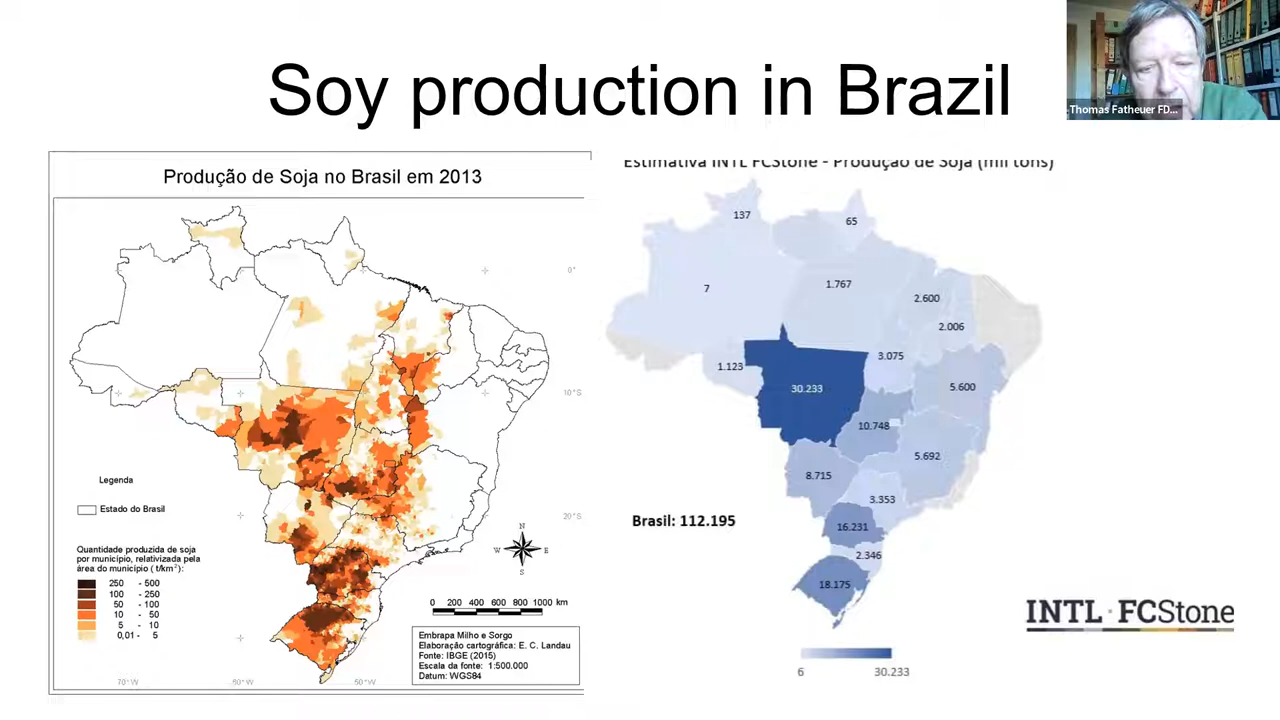 Soy production in Brazil
Thomas Fatheuer FD...
Produção de Soja no Brasil em 2013
0°
10°S
20°S
70°W
60°W
50°W
Legenda
Estado do Brasil
Quantidade produzida de soja
por município, relativizada pela
área do município ( t/km²):
250 - 500
100 - 250
50 - 100
10 - 50
5 - 10
0,01 - 5
N
W E
S
0 200 400 600 800 1000 km
Embrapa Milho e Sorgo
Elaboração cartográfica: E. C. Landau
Fonte: IBGE (2015)
Escala da fonte: 1:500.000
Datum: WGS84
Estimativa INTL FCStone - Produção de Soja (mil tons)
137
65
7
1.767
2.600
2.006
1.123
3.075
30.233
5.600
10.748
5.692
8.715
3.353
16.231
2.346
18.175
Brasil: 112.195
6 30.233
INTL FCStone